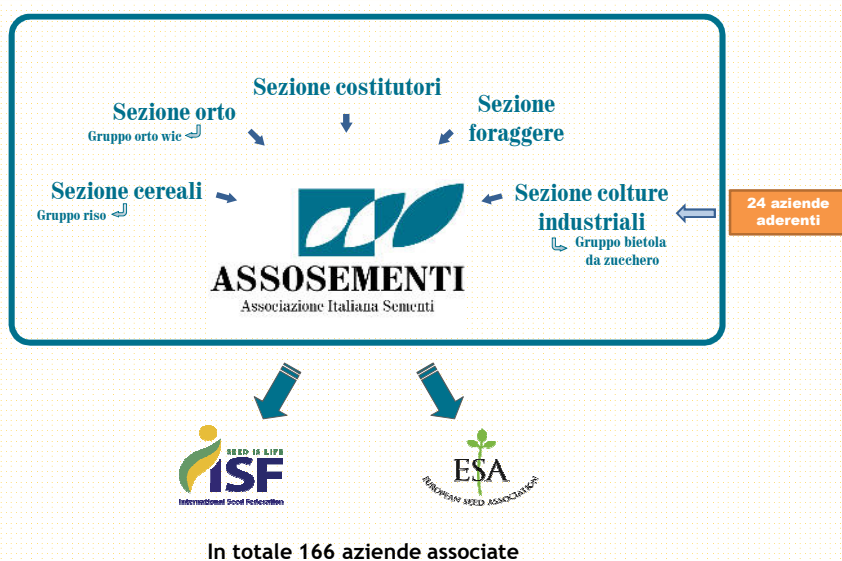 Sezione costitutori
Sezione orto
Gruppo orto wic
Sezione
foraggere
Sezione cereali
Gruppo riso
Sezione colture
industriali
Gruppo bietola
da zucchero
24 aziende
aderenti
ASSOSEMENTI
Associazione Italiana Sementi
SEED IS LIFE
ISF
International Seed Federation
ESA
EUROPEAN SEED ASSOCIATION
In totale 166 aziende associate